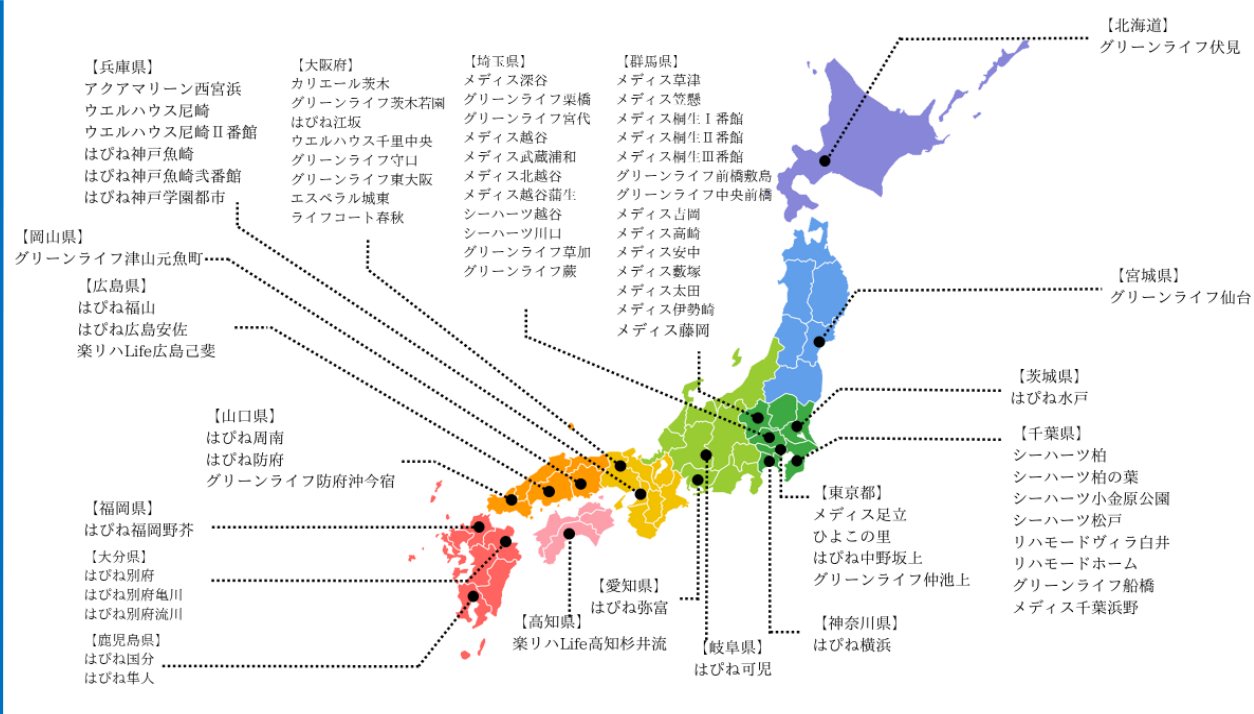 【北海道】
グリーンライフ伏見
【兵庫県】
アクアマリーン西宮浜
ウエルハウス尼崎
ウエルハウス尼崎Ⅱ番館
はぴね神戸魚崎
はぴね神戸魚崎弐番館
はぴね神戸学園都市
【大阪府】
カリエール茨木
グリーンライフ茨木若園
はぴね江坂
ウエルハウス千里中央
グリーンライフ守口
グリーンライフ東大阪
エスペラル城東
ライフコート春秋
【埼玉県】
メディス深谷
グリーンライフ栗橋
グリーンライフ宮代
メディス越谷
メディス武蔵浦和
メディス北越谷
メディス越谷蒲生
シーハーツ越谷
シーハーツ川口
グリーンライフ草加
グリーンライフ蕨
【群馬県】
メディス草津
メディス笠懸
メディス桐生Ⅰ番館
メディス桐生Ⅱ番館
メディス桐生Ⅲ番館
グリーンライフ前橋敷島
グリーンライフ中央前橋
メディス吉岡
メディス高崎
メディス安中
メディス藪塚
メディス太田
メディス伊勢崎
メディス藤岡
【岡山県】
グリーンライフ津山元魚町
【広島県】
はぴね福山
はぴね広島安佐
楽リハLife広島己斐
【宮城県】
グリーンライフ仙台
【茨城県】
はぴね水戸
【千葉県】
シーハーツ柏
シーハーツ柏の葉
シーハーツ小金原公園
シーハーツ松戸
リハモードヴィラ白井
リハモードホーム
グリーンライフ船橋
メディス千葉浜野
【山口県】
はぴね周南
はぴね防府
グリーンライフ防府沖今宿
【福岡県】
はぴね福岡野芥
【大分県】
はぴね別府
はぴね別府亀川
はぴね別府流川
【鹿児島県】
はぴね国分
はぴね隼人
【東京都】
メディス足立
ひよこの里
はぴね中野坂上
グリーンライフ仲池上
【愛知県】
はぴね弥富
【高知県】
楽リハLife高知杉井流
【神奈川県】
はぴね横浜
【岐阜県】
はぴね可児